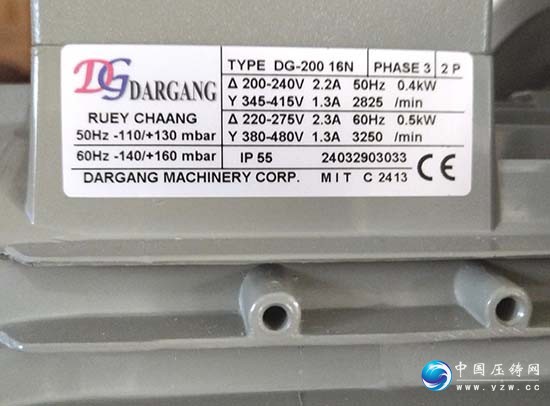 DG DARGANG
RUEY CHAANG
50Hz -110/+130 mbar
60Hz -140/+160 mbar
TYPE DG-200 16N PHASE 3 2 P
Δ 200-240V 2.2A 50Hz 0.4kW
Y 345-415V 1.3A 2825 /min
Δ 220-275V 2.3A 60Hz 0.5kW
Y 380-480V 1.3A 3250 /min
IP 55 24032903033
DARGANG MACHINERY CORP. MIT C 2413 CE
中国压铸网
www.yzw.cc